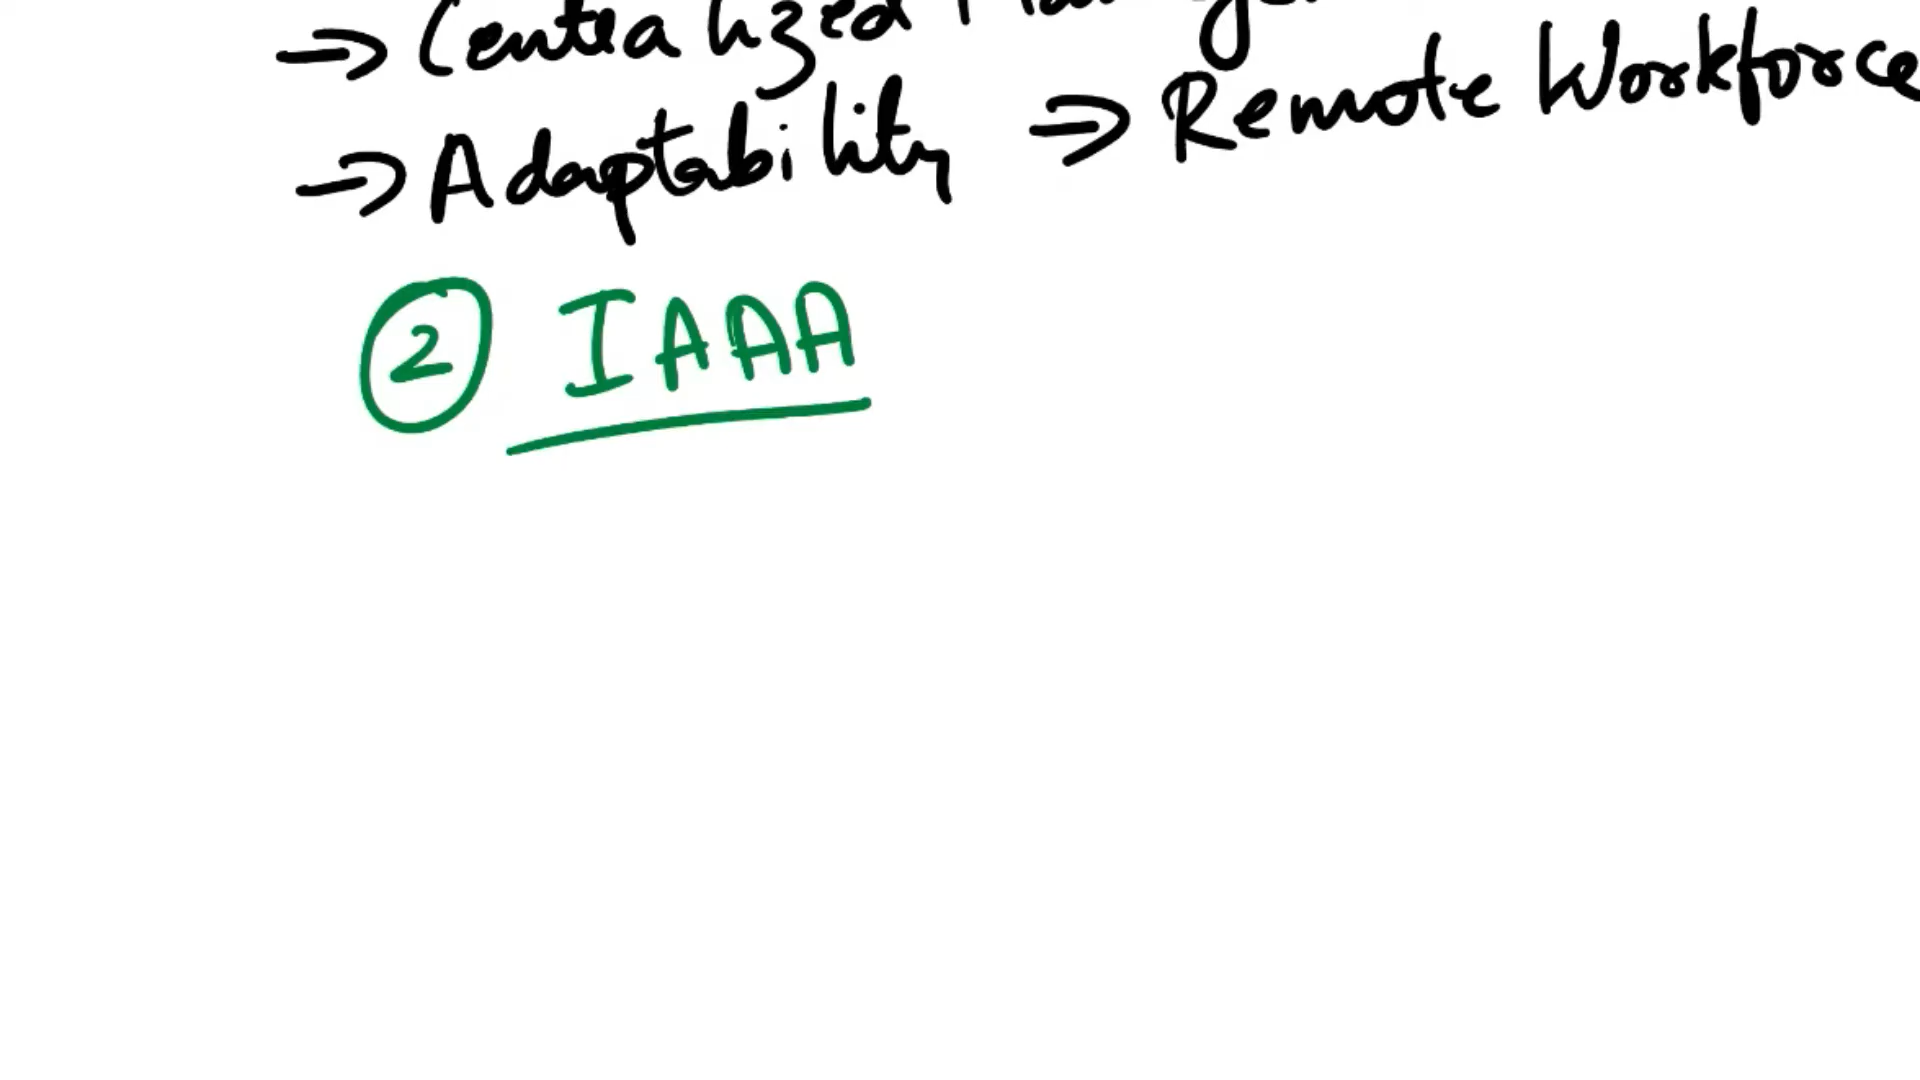 ⇒ Centralized
⇒ Adaptability ⇒ Remote Workforce
② IAAA